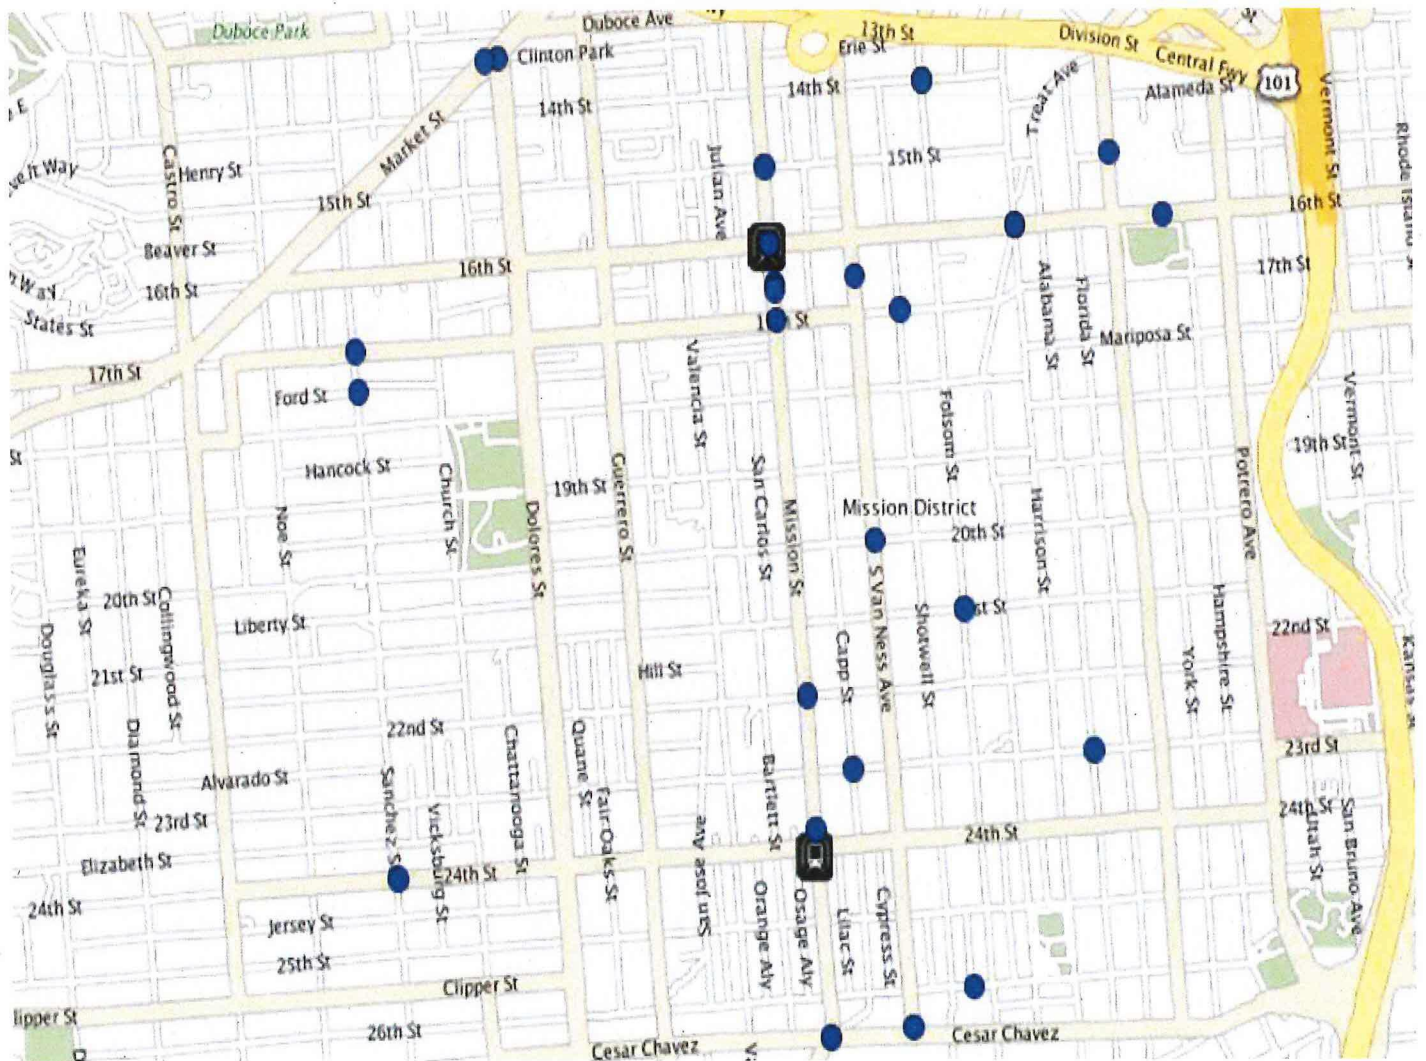 Duboce Park
Duboce Ave
Clinton Park
13th St
Erie St
Division St
Central Fwy
101
14th St
14th St
Treat Ave
Alameda St
Vermont St
Rhode Island St
Market St
Castro St
Henry St
15th St
Julian Ave
15th St
16th St
Beaver St
16th St
16th St
17th St
States St
Alabama St
Florida St
Mariposa St
17th St
Ford St
Valencia St
Folsom St
Vermont St
19th St
Hancock St
Church St
19th St
Guerrero St
San Carlos St
Mission St
Mission District
20th St
Harrison St
Potrero Ave
Noe St
Dolores St
Eureka St
20th St
Collingwood St
Liberty St
S Van Ness Ave
Shotwell St
st St
Hampshire St
22nd St
Douglass St
21st St
Hill St
Capp St
York St
Kansas St
Diamond St
22nd St
Chattanooga St
Quane St
Bartlett St
23rd St
Alvarado St
Sanchez St
Vicksburg St
Fair Oaks St
San Jose Ave
24th St
24th St
Utah St
San Bruno Ave
23rd St
Elizabeth St
24th St
24th St
Jersey St
Orange Aly
Osage Aly
Lilac St
Cypress St
25th St
Clipper St
lipper St
26th St
Cesar Chavez
Cesar Chavez